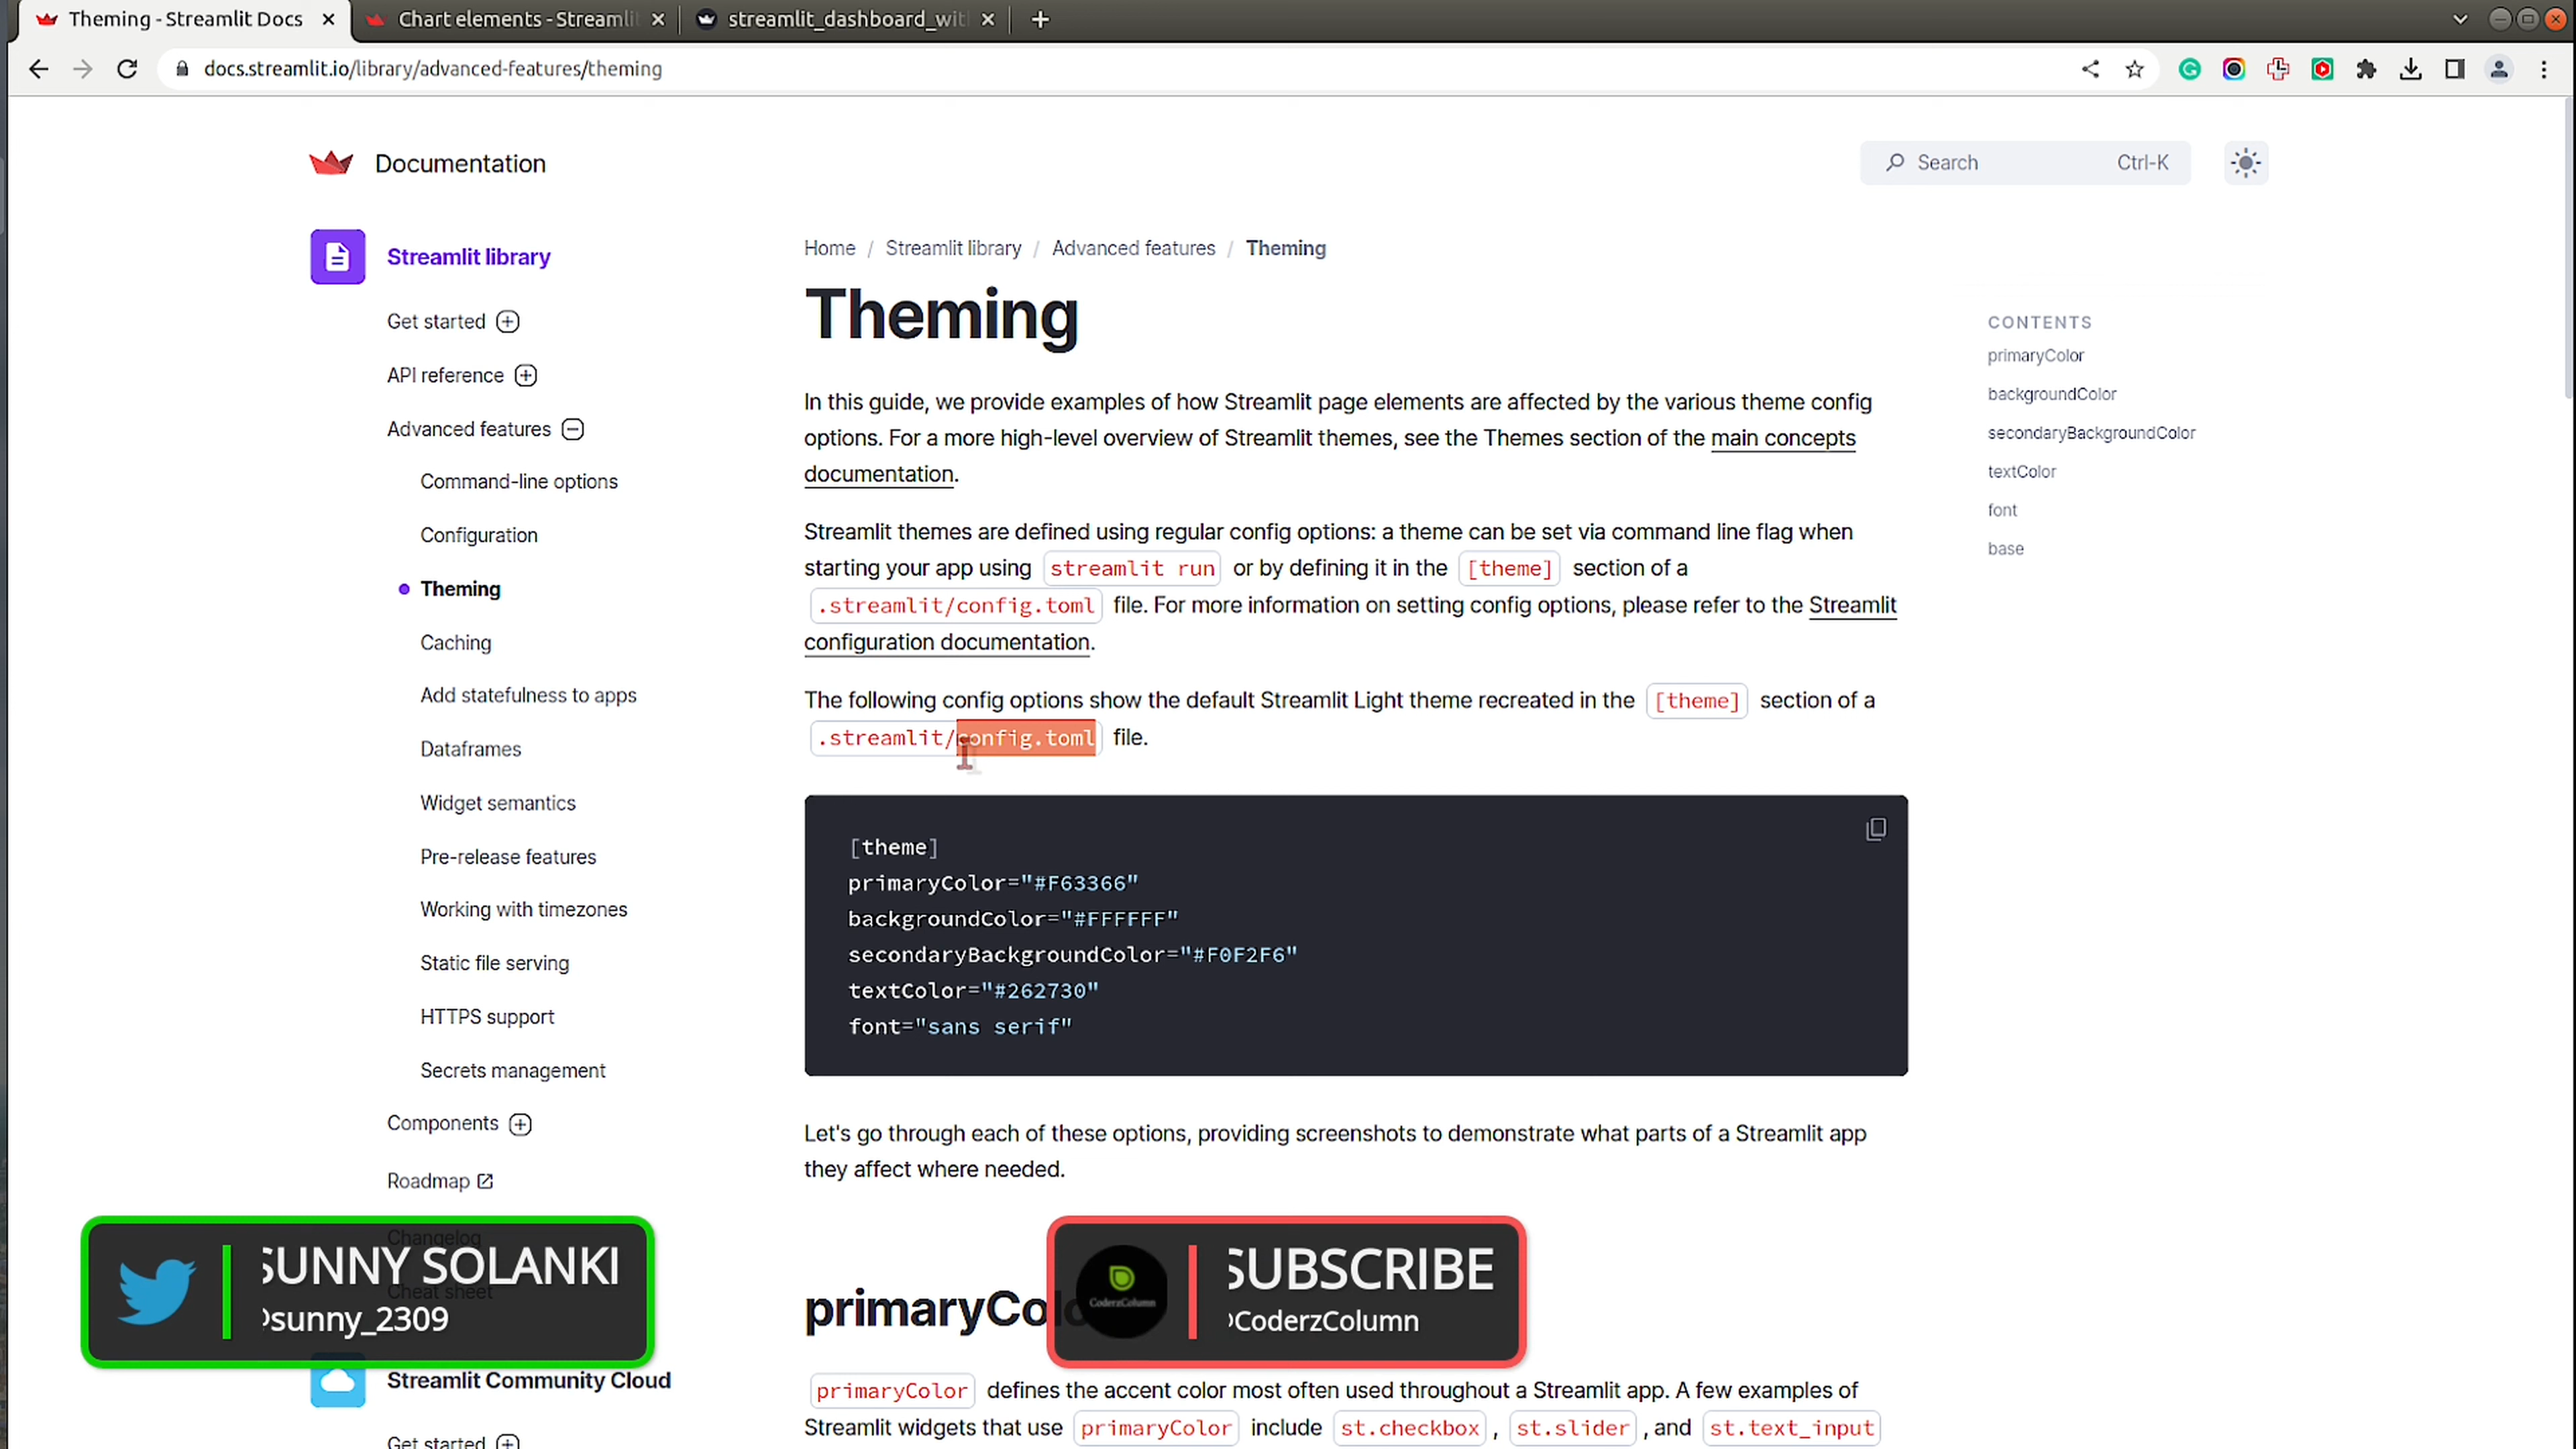 Theming - Streamlit Docs
Chart elements - Streamlit
streamlit_dashboard_wit
docs.streamlit.io/library/advanced-features/theming
Documentation
Search Ctrl-K
Streamlit library
Get started
API reference
Advanced features
Command-line options
Configuration
Theming
Caching
Add statefulness to apps
Dataframes
Widget semantics
Pre-release features
Working with timezones
Static file serving
HTTPS support
Secrets management
Components
Roadmap
Changelog
Cheat sheet
Streamlit Community Cloud
Get started
Home / Streamlit library / Advanced features / Theming
Theming
In this guide, we provide examples of how Streamlit page elements are affected by the various theme config
options. For a more high-level overview of Streamlit themes, see the Themes section of the main concepts
documentation.
Streamlit themes are defined using regular config options: a theme can be set via command line flag when
starting your app using streamlit run or by defining it in the [theme] section of a
.streamlit/config.toml file. For more information on setting config options, please refer to the Streamlit
configuration documentation.
The following config options show the default Streamlit Light theme recreated in the [theme] section of a
.streamlit/config.toml file.
[theme]
primaryColor="#F63366"
backgroundColor="#FFFFFF"
secondaryBackgroundColor="#F0F2F6"
textColor="#262730"
font="sans serif"
Let's go through each of these options, providing screenshots to demonstrate what parts of a Streamlit app
they affect where needed.
primaryColo
primaryColor defines the accent color most often used throughout a Streamlit app. A few examples of
Streamlit widgets that use primaryColor include st.checkbox , st.slider , and st.text_input
CONTENTS
primaryColor
backgroundColor
secondaryBackgroundColor
textColor
font
base
SUNNY SOLANKI
@sunny_2309
CoderzColumn
SUBSCRIBE
@CoderzColumn